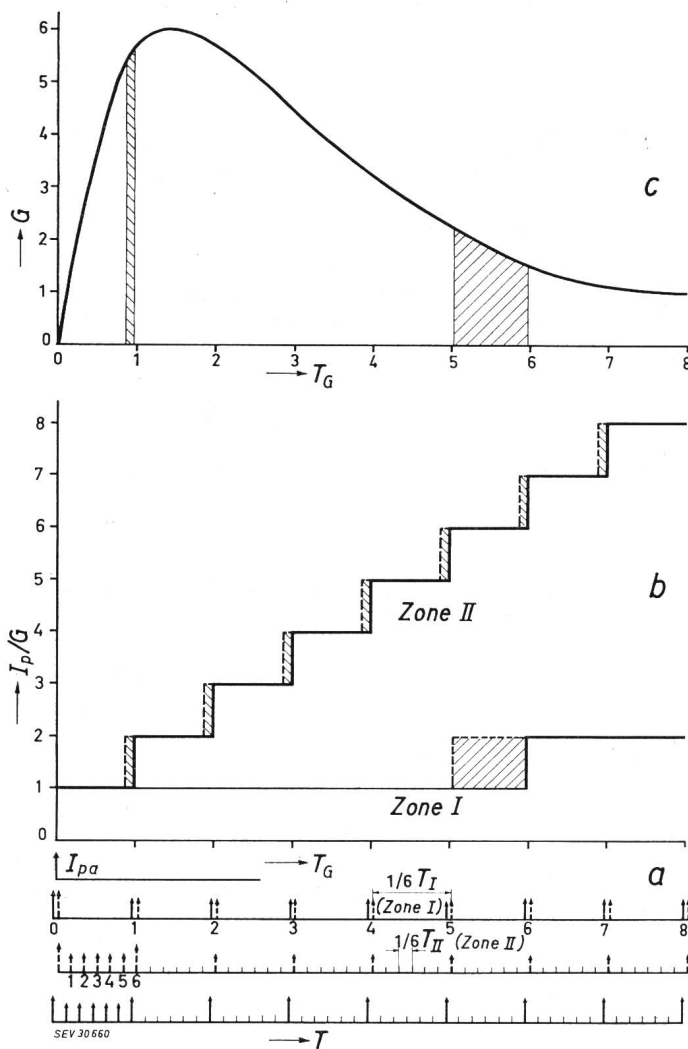 6
5
4
3
2
1
0
→ G
c
0 1 2 3 4 5 6 7 8
→ T_G
8
7
6
5
4
3
2
1
0
→ I_p/G
b
Zone II
Zone I
I_pa
→ T_G
a
1/6 T_I
(Zone I)
0 1 2 3 4 5 6 7 8
1/6 T_II (Zone II)
1 2 3 4 5 6
SEV 30660
→ T